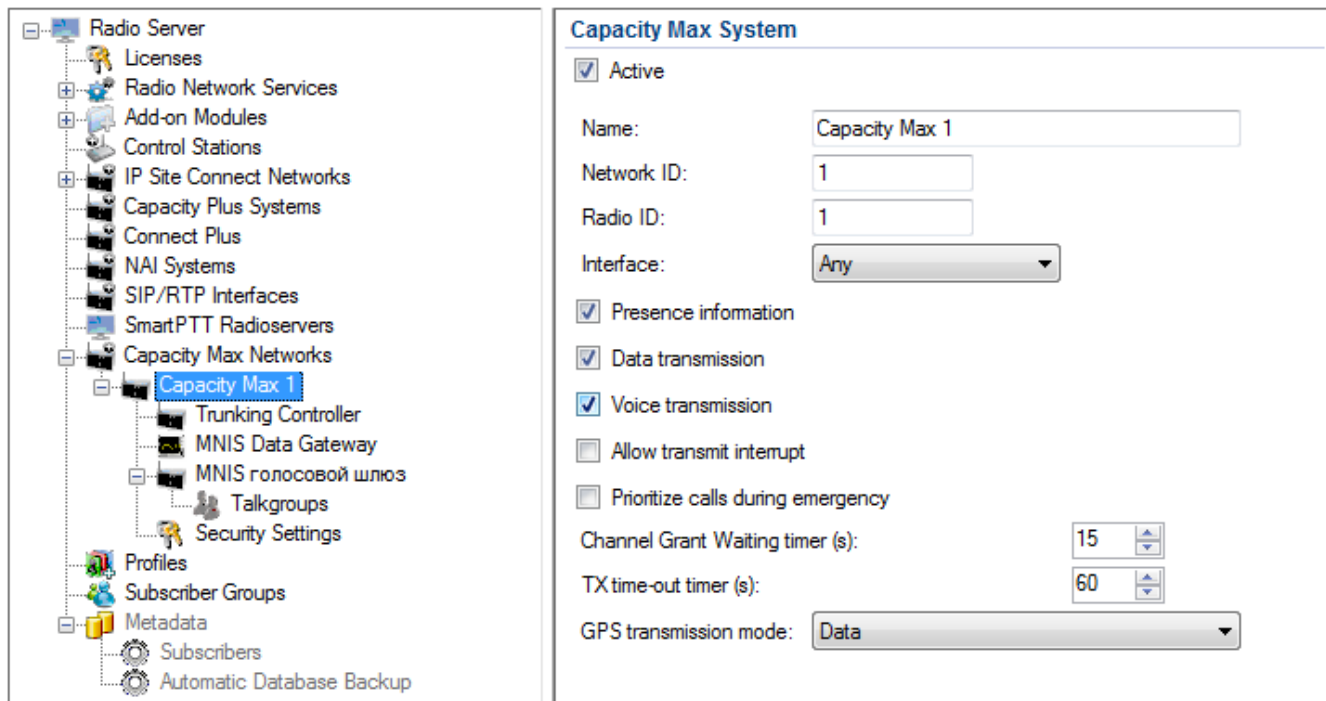 Radio Server
Licenses
Radio Network Services
Add-on Modules
Control Stations
IP Site Connect Networks
Capacity Plus Systems
Connect Plus
NAI Systems
SIP/RTP Interfaces
SmartPTT Radioservers
Capacity Max Networks
Capacity Max 1
Trunking Controller
MNIS Data Gateway
MNIS голосовой шлюз
Talkgroups
Security Settings
Profiles
Subscriber Groups
Metadata
Subscribers
Automatic Database Backup
Capacity Max System
Active
Name: Capacity Max 1
Network ID: 1
Radio ID: 1
Interface: Any
Presence information
Data transmission
Voice transmission
Allow transmit interrupt
Prioritize calls during emergency
Channel Grant Waiting timer (s): 15
TX time-out timer (s): 60
GPS transmission mode: Data